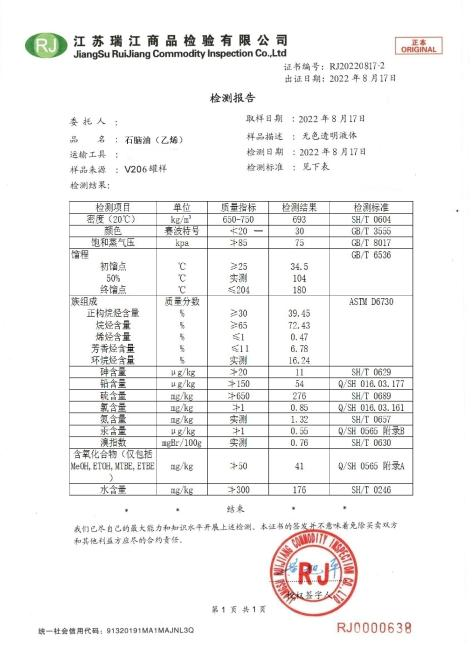 RJ 江苏瑞江商品检验有限公司
JiangSu RuiJiang Commodity Inspection Co.,Ltd
正本
ORIGINAL
证书编号: RJ20220817-2
出证日期: 2022 年 8 月 17日
检测报告
委 托 人 :
取样日期 : 2022 年 8 月17日
品 名 : 石脑油(乙烯)
样品描述 : 无色透明液体
运输工具 :
检测日期 : 2022 年 8 月17日
样品来源 : V206罐样
检测标准 : 见下表
检测结果:
检测项目 单位 质量指标 检测结果 检测标准
密度(20℃) kg/m³ 650-750 693 SH/T 0604
颜色 赛波特号 <20 — 30 GB/T 3555
饱和蒸气压 kpa >85 75 GB/T 8017
馏程 GB/T 6536
初馏点 ℃ ≥25 34.5
50% ℃ 实测 104
终馏点 ℃ ≤204 180
族组成 质量分数 ASTM D6730
正构烷烃含量 % ≥30 39.45
烷烃含量 % ≥65 72.43
烯烃含量 % ≤1 0.47
芳香烃含量 % ≤11 6.78
环烷烃含量 % 实测 16.24
砷含量 μg/kg >20 11 SH/T 0629
铅含量 μg/kg >150 54 Q/SH 016.03.177
硫含量 mg/kg >650 276 SH/T 0689
氯含量 mg/kg >1 0.85 Q/SH 016.03.161
氮含量 mg/kg 实测 1.32 SH/T 0657
汞含量 μg/kg >1 0.55 Q/SH 0565 附录B
溴指数 mgBr/100g 实测 0.76 SH/T 0630
含氧化合物(仅包括
MeOH,ETOH,MTBE,ETBE
) mg/kg >50 41 Q/SH 0565 附录A
水含量 mg/kg >300 176 SH/T 0246
* * 结束 * *
我们已尽自己的最大能力和知识水平开展上述检测。本证书的签发并不意味着免除买卖双方
和其他利益方应尽的合约责任。
JIANGSU RUIJIANG COMMODITY INSPECTION CO.,LTD
RJ
授权签字人
第 1 页 共 1 页
统一社会信用代码: 91320191MA1MAJNL3Q
RJ0000638